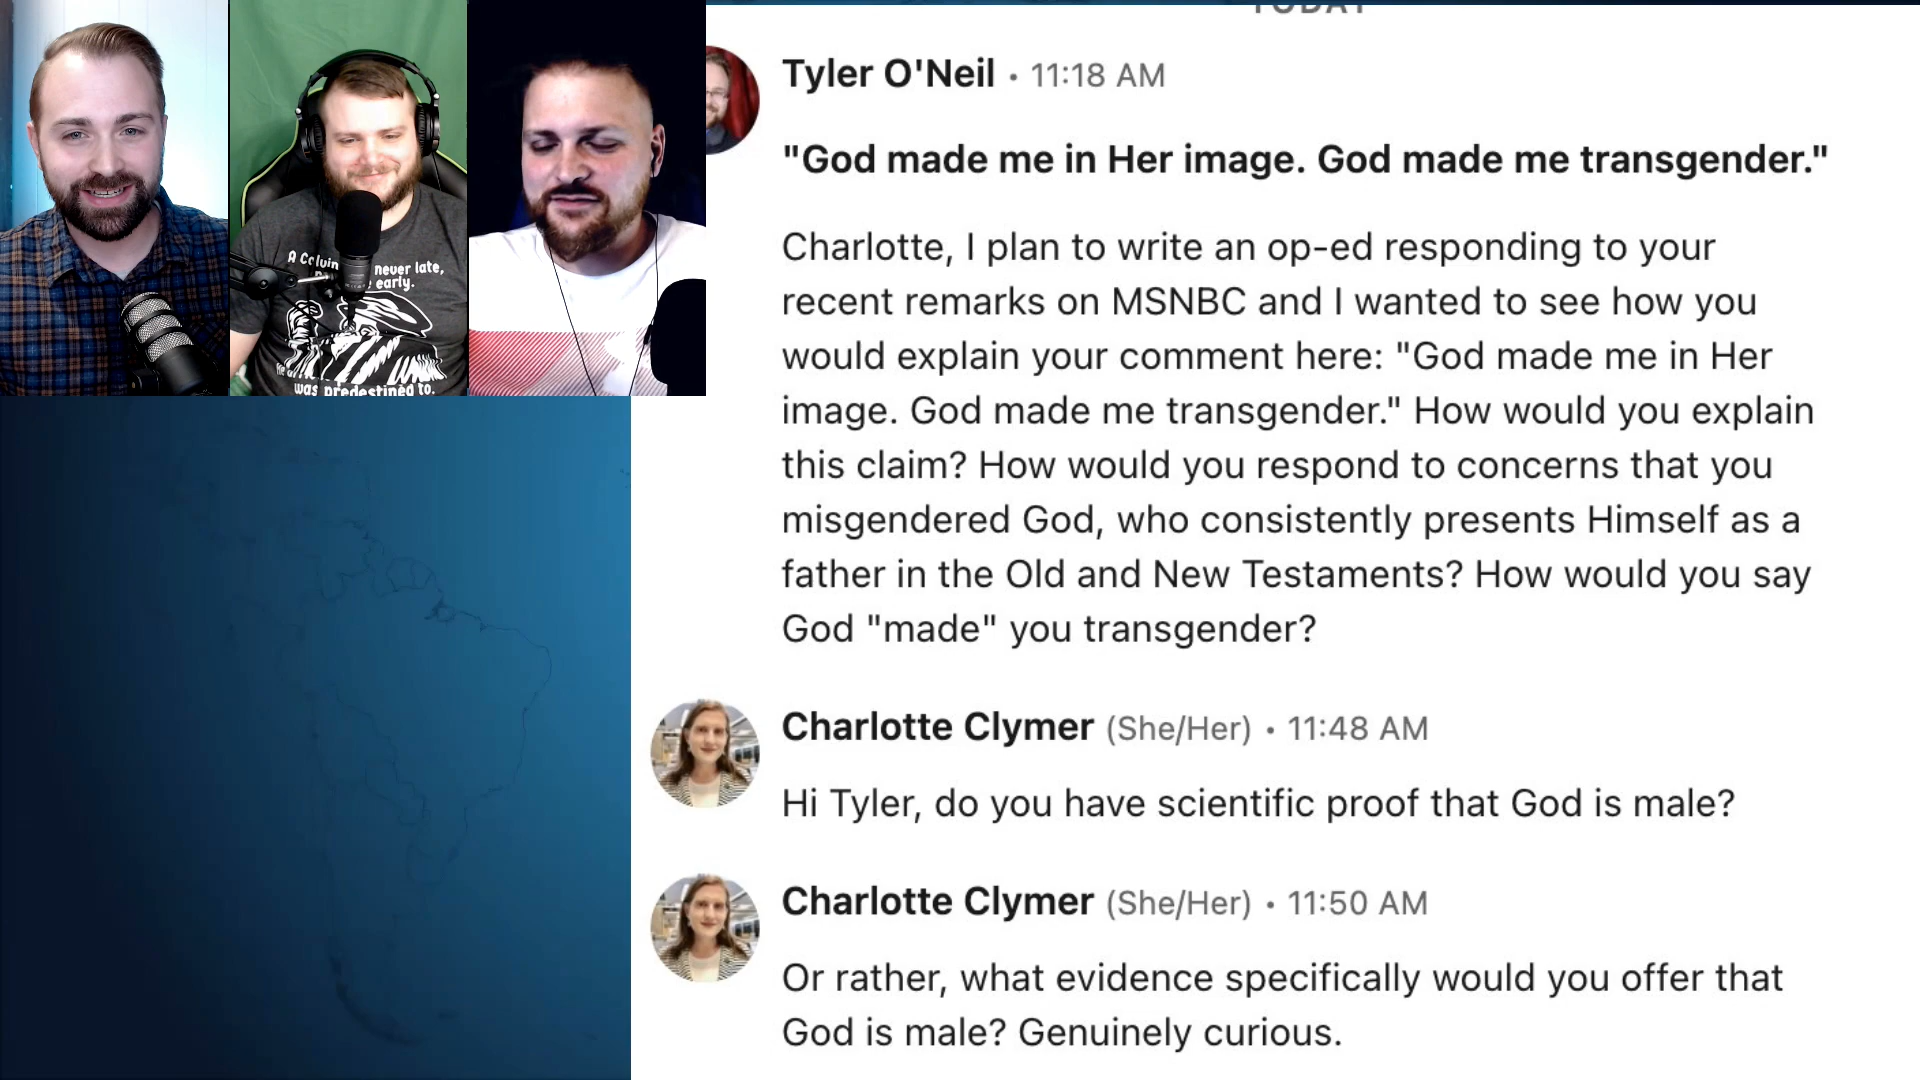 TODAY
Tyler O'Neil • 11:18 AM
"God made me in Her image. God made me transgender."
Charlotte, I plan to write an op-ed responding to your
recent remarks on MSNBC and I wanted to see how you
would explain your comment here: "God made me in Her
image. God made me transgender." How would you explain
this claim? How would you respond to concerns that you
misgendered God, who consistently presents Himself as a
father in the Old and New Testaments? How would you say
God "made" you transgender?
Charlotte Clymer (She/Her) • 11:48 AM
Hi Tyler, do you have scientific proof that God is male?
Charlotte Clymer (She/Her) • 11:50 AM
Or rather, what evidence specifically would you offer that
God is male? Genuinely curious.
A Calvin never late,
early.
was predestined to.